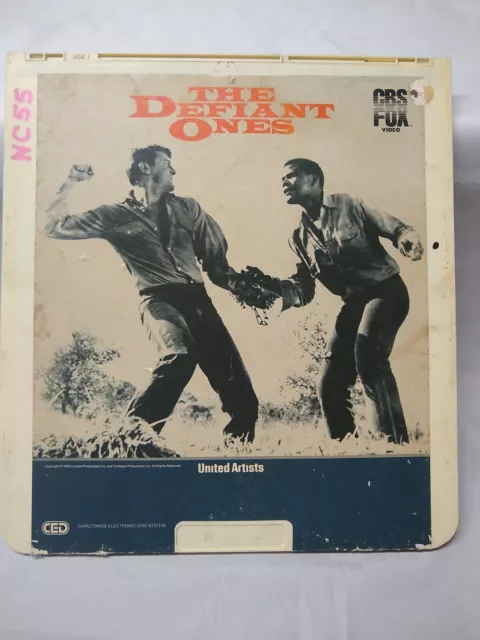 NC55
THE
DEFIANT
ONES
CBS
FOX
VIDEO
United Artists
CED
CAPACITANCE ELECTRONIC DISC SYSTEM